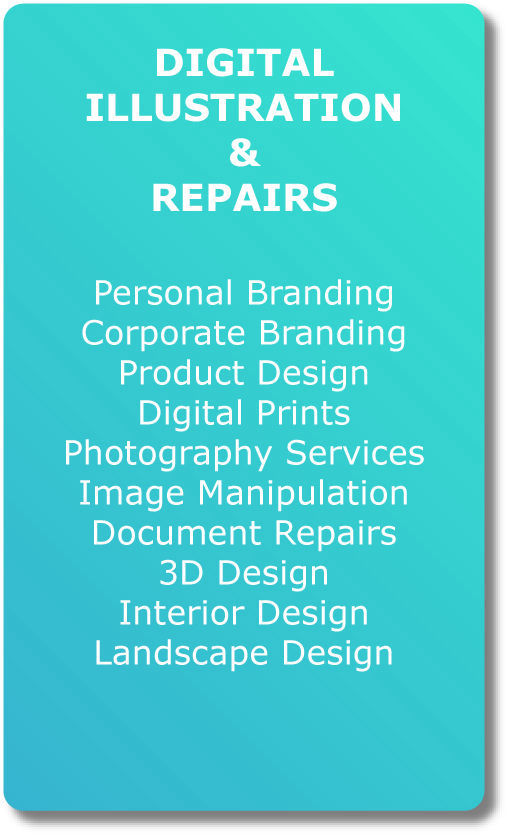 DIGITAL
ILLUSTRATION
&
REPAIRS
Personal Branding
Corporate Branding
Product Design
Digital Prints
Photography Services
Image Manipulation
Document Repairs
3D Design
Interior Design
Landscape Design